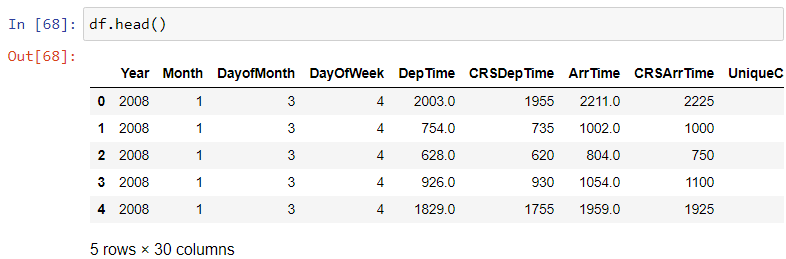 In [68]: df.head()
Out[68]:
Year Month DayofMonth DayOfWeek DepTime CRSDepTime ArrTime CRSArrTime UniqueC
0 2008 1 3 4 2003.0 1955 2211.0 2225
1 2008 1 3 4 754.0 735 1002.0 1000
2 2008 1 3 4 628.0 620 804.0 750
3 2008 1 3 4 926.0 930 1054.0 1100
4 2008 1 3 4 1829.0 1755 1959.0 1925
5 rows × 30 columns